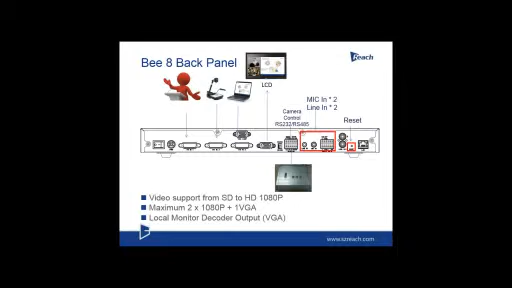 Bee 8 Back Panel
Reach
LCD
Camera
Control
RS232/RS485
MIC In * 2
Line In * 2
Reset
Video support from SD to HD 1080P
Maximum 2 x 1080P + 1VGA
Local Monitor Decoder Output (VGA)
www.szreach.com